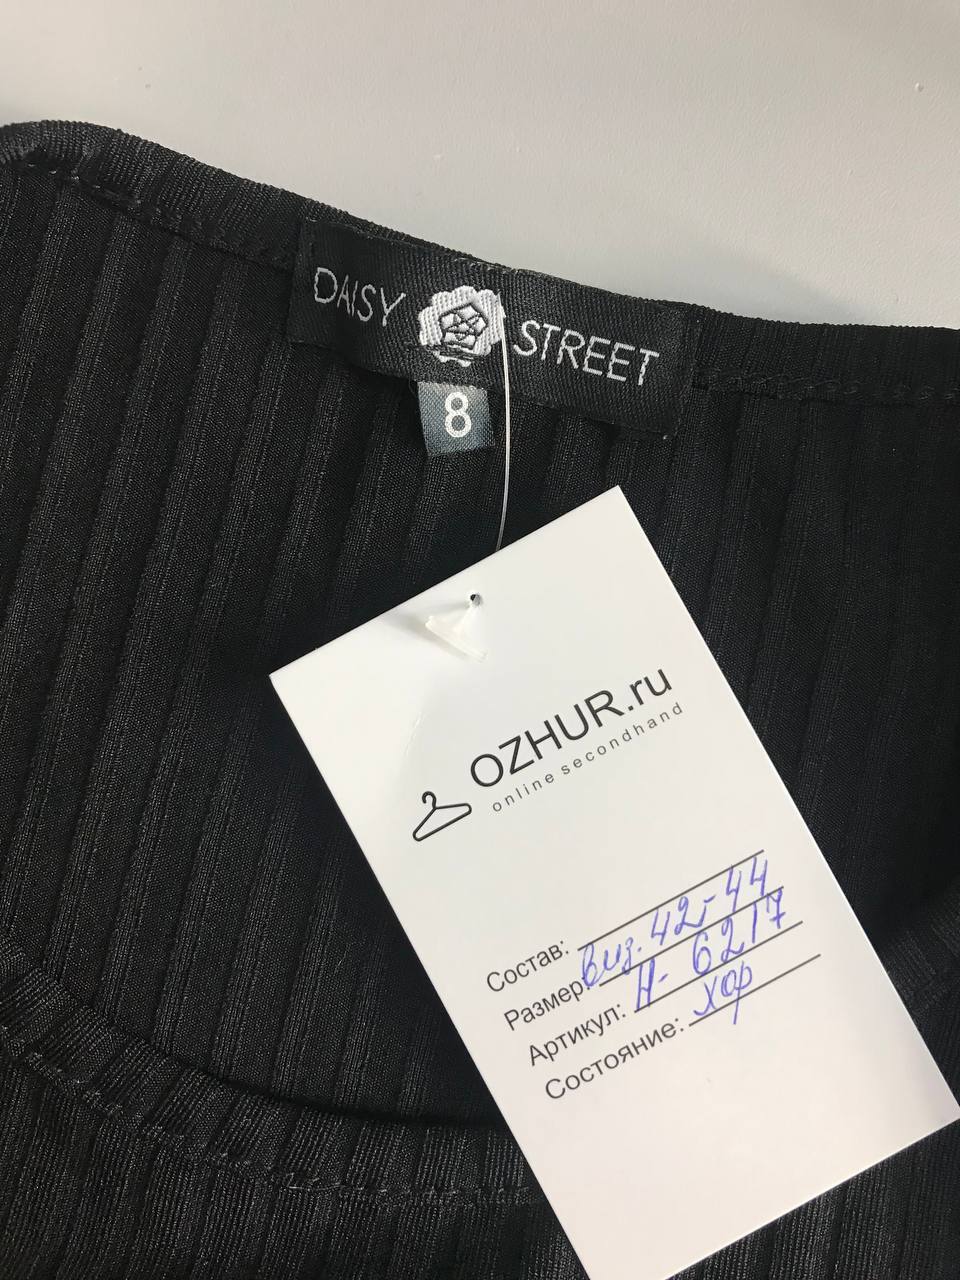 DAISY STREET
8
OZHUR.ru
online secondhand
Состав:
Размер: виз. 42-44
Артикул: Н- 6217
Состояние: хор